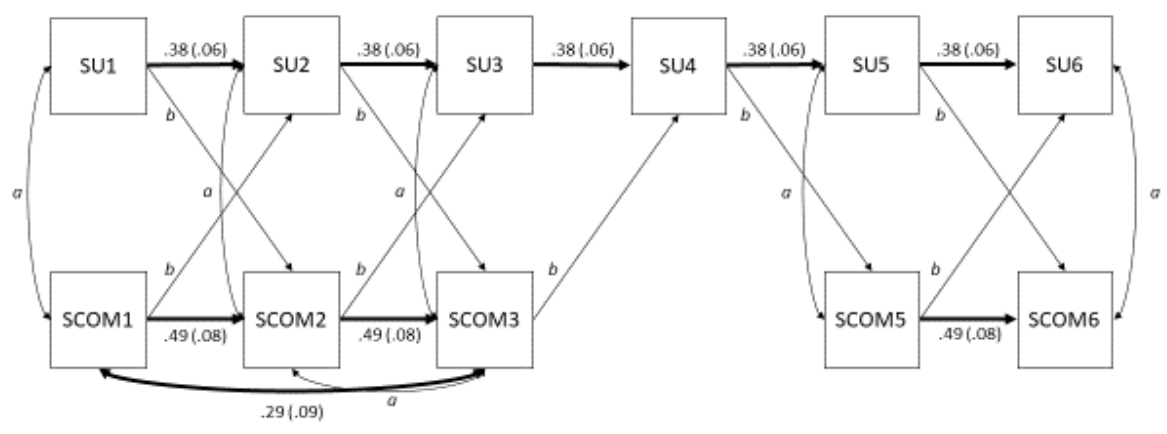 .38 (.06) .38 (.06) .38 (.06) .38 (.06) .38 (.06)
SU1 SU2 SU3 SU4 SU5 SU6
b b b b
a a a a a
b b b b
SCOM1 SCOM2 SCOM3 SCOM5 SCOM6
.49 (.08) .49 (.08) .49 (.08)
a
.29 (.09)